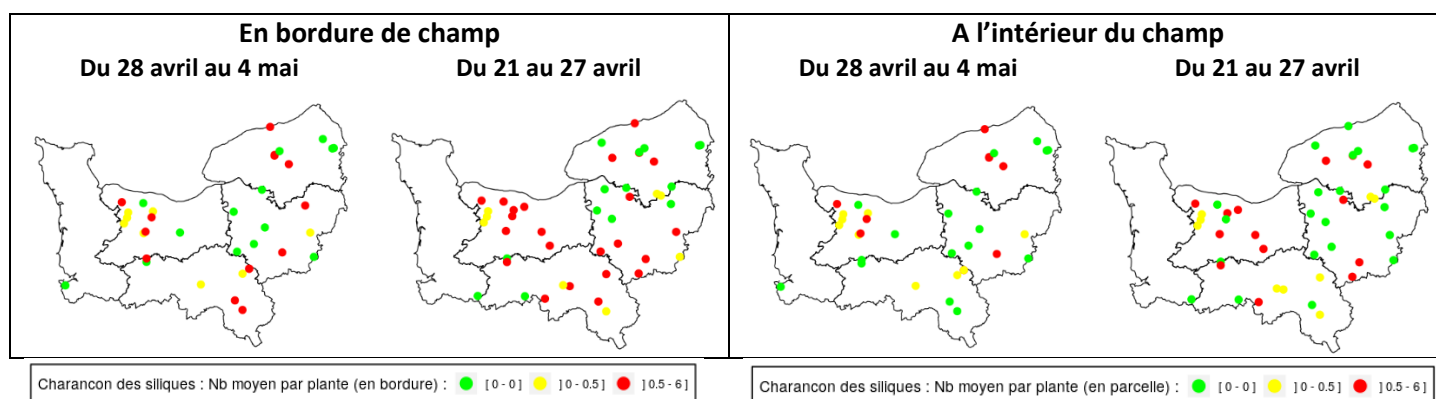 En bordure de champ
Du 28 avril au 4 mai
Du 21 au 27 avril
A l'intérieur du champ
Du 28 avril au 4 mai
Du 21 au 27 avril
Charancon des siliques : Nb moyen par plante (en bordure) : [ 0 - 0 ] ] 0 - 0.5 ] ] 0.5 - 6 ]
Charancon des siliques : Nb moyen par plante (en parcelle) : [ 0 - 0 ] ] 0 - 0.5 ] ] 0.5 - 6 ]